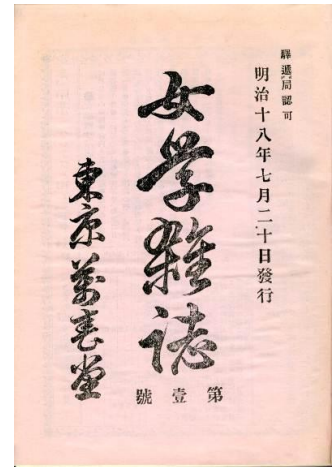 驛遞局認可
明治十八年七月二十日發行
女学雜誌
第壹號
東京萬春堂